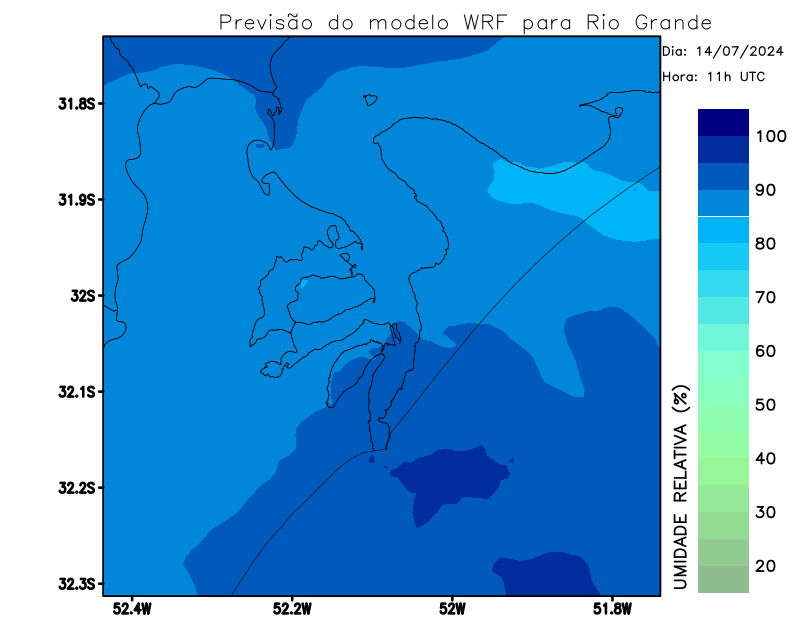 Previsão do modelo WRF para Rio Grande
Dia: 14/07/2024
Hora: 11h UTC
31.8S
31.9S
32S
32.1S
32.2S
32.3S
52.4W
52.2W
52W
51.8W
100
90
80
70
60
50
40
30
20
UMIDADE RELATIVA (%)